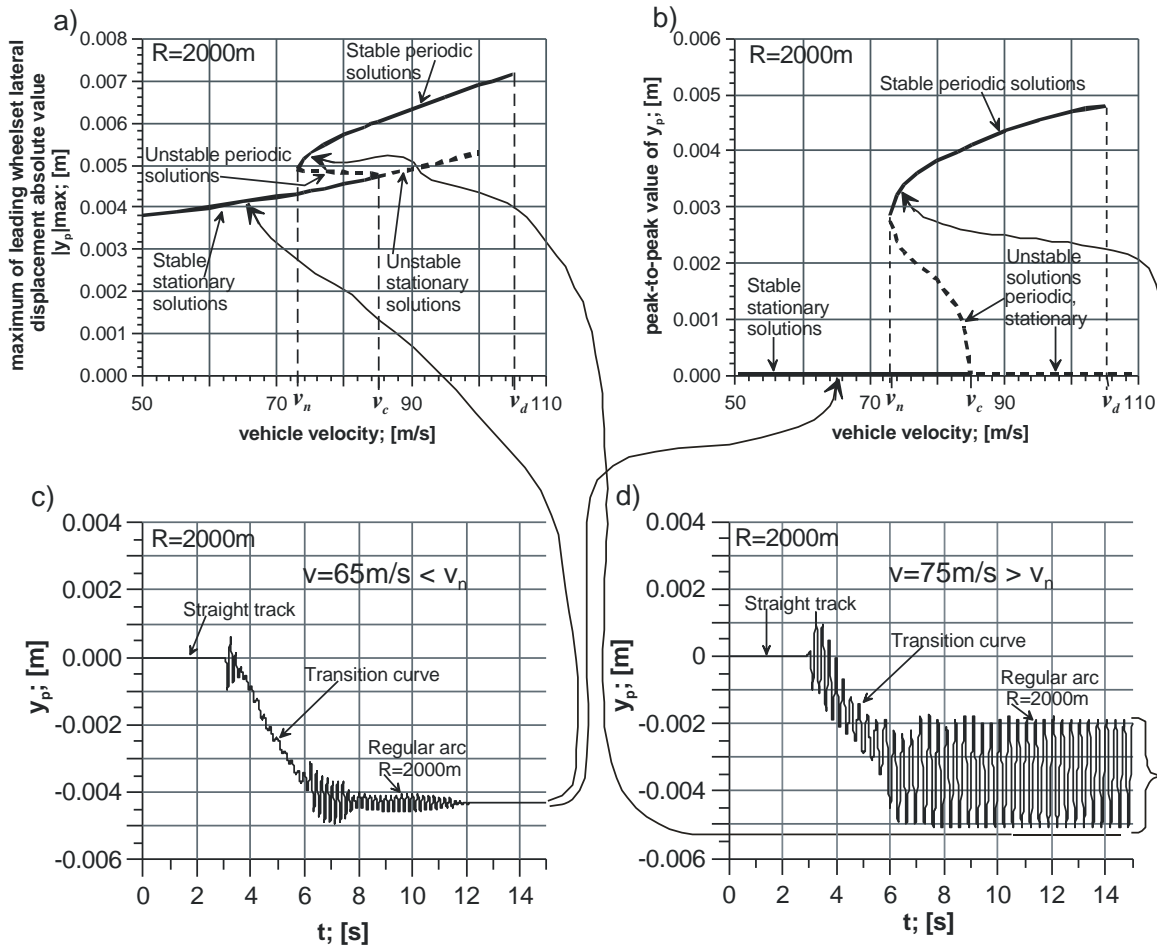 a)
maximum of leading wheelset lateral
displacement absolute value
|yp|max; [m]
0.008
0.007
0.006
0.005
0.004
0.003
0.002
0.001
0.000
R=2000m
Stable periodic
solutions
Unstable periodic
solutions
Stable
stationary
solutions
Unstable
stationary
solutions
50
70
vn
vc
90
vd
110
vehicle velocity; [m/s]
b)
peak-to-peak value of yp; [m]
0.006
0.005
0.004
0.003
0.002
0.001
0.000
R=2000m
Stable periodic solutions
Stable
stationary
solutions
Unstable
solutions
periodic,
stationary
50
70
vn
vc
90
vd
110
vehicle velocity; [m/s]
c)
yp; [m]
0.004
0.002
0.000
-0.002
-0.004
-0.006
R=2000m
v=65m/s < vn
Straight track
Transition curve
Regular arc
R=2000m
0 2 4 6 8 10 12 14
t; [s]
d)
yp; [m]
0.004
0.002
0
-0.002
-0.004
-0.006
R=2000m
v=75m/s > vn
Straight track
Transition curve
Regular arc
R=2000m
0 2 4 6 8 10 12 14
t; [s]